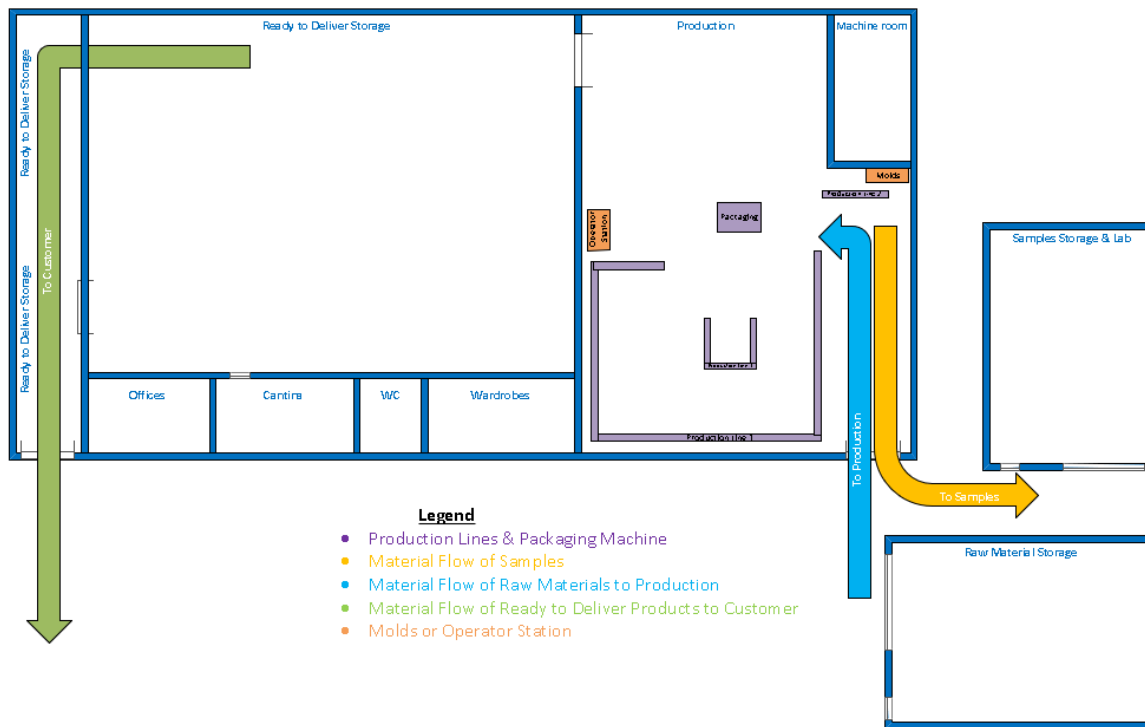 Ready to Deliver Storage
Production
Machine room
Ready to Deliver Storage
Molds
Production Line 2
Packaging
Operator
Station
Samples Storage & Lab
To Customer
Ready to Deliver Storage
Offices
Cantina
WC
Wardrobes
Production Line 1
To Production
To Samples
Legend
• Production Lines & Packaging Machine
• Material Flow of Samples
• Material Flow of Raw Materials to Production
• Material Flow of Ready to Deliver Products to Customer
• Molds or Operator Station
Raw Material Storage